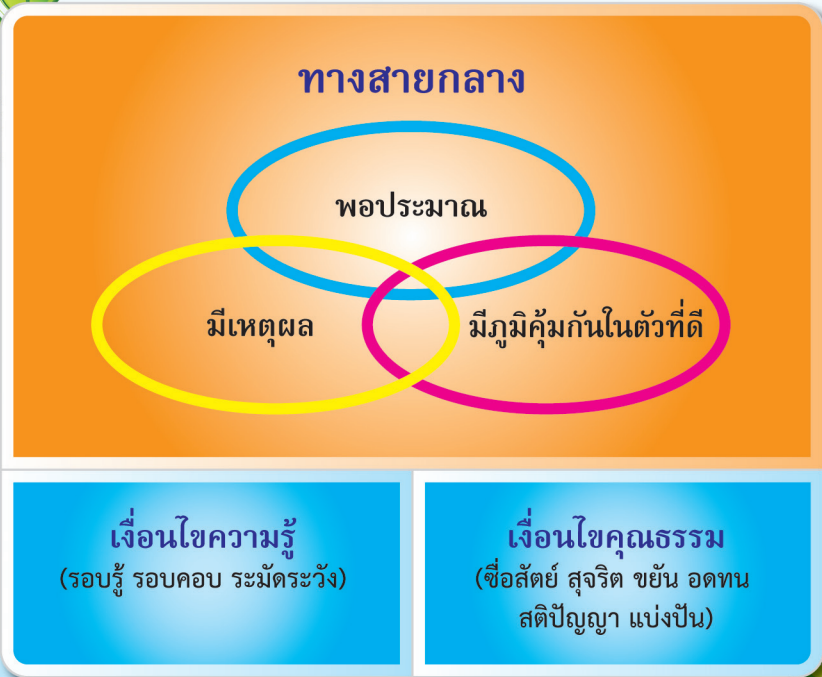 ทางสายกลาง
พอประมาณ
มีเหตุผล
มีภูมิคุ้มกันในตัวที่ดี
เงื่อนไขความรู้
(รอบรู้ รอบคอบ ระมัดระวัง)
เงื่อนไขคุณธรรม
(ซื่อสัตย์ สุจริต ขยัน อดทน
สติปัญญา แบ่งปัน)